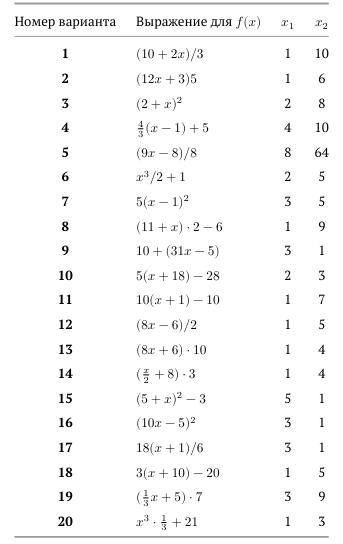 Номер варианта Выражение для f(x) x₁ x₂
1 (10 + 2x)/3 1 10
2 (12x + 3)5 1 6
3 (2 + x)² 2 8
4 4/3(x − 1) + 5 4 10
5 (9x − 8)/8 8 64
6 x³/2 + 1 2 5
7 5(x − 1)² 3 5
8 (11 + x) · 2 − 6 1 9
9 10 + (31x − 5) 3 1
10 5(x + 18) − 28 2 3
11 10(x + 1) − 10 1 7
12 (8x − 6)/2 1 5
13 (8x + 6) · 10 1 4
14 (x/2 + 8) · 3 1 4
15 (5 + x)² − 3 5 1
16 (10x − 5)² 3 1
17 18(x + 1)/6 3 1
18 3(x + 10) − 20 1 5
19 (1/3x + 5) · 7 3 9
20 x³ · 1/3 + 21 1 3